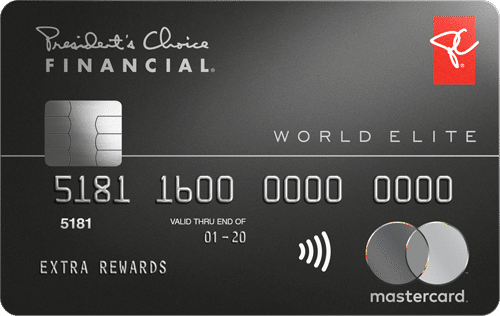 President's Choice
FINANCIAL®
PC
WORLD ELITE
5181 1600 0000 0000
5181
VALID THRU END OF
01-20
EXTRA REWARDS
mastercard.